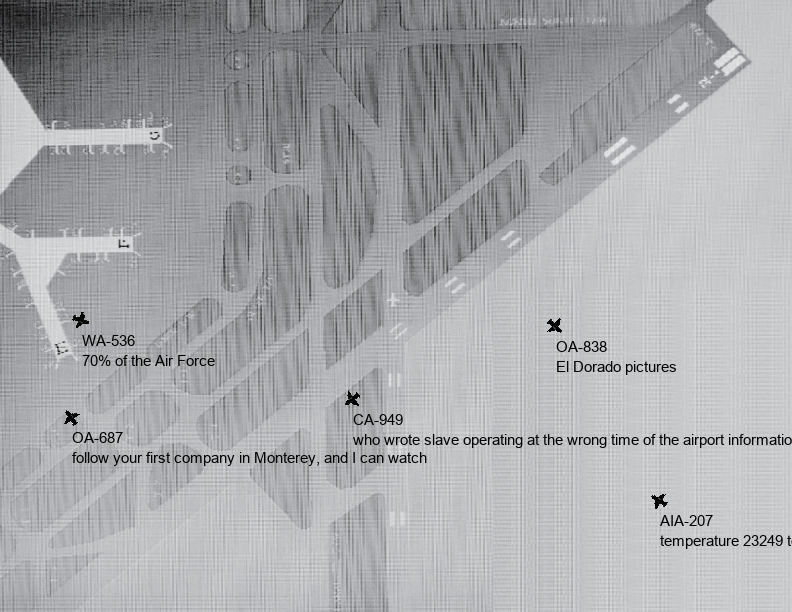 WA-536
70% of the Air Force
OA-838
El Dorado pictures
CA-949
who wrote slave operating at the wrong time of the airport informatio
OA-687
follow your first company in Monterey, and I can watch
AIA-207
temperature 23249 t